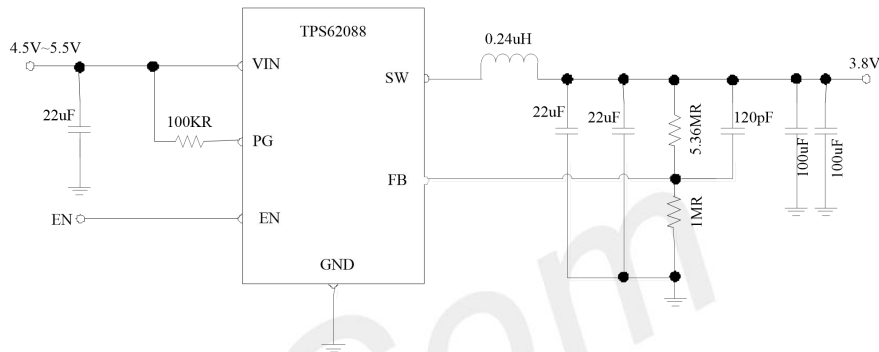 TPS62088
4.5V~5.5V
VIN
0.24uH
3.8V
SW
22uF
100KR
PG
22uF
22uF
5.36MR
120pF
100uF
100uF
FB
EN
EN
1MR
GND
com